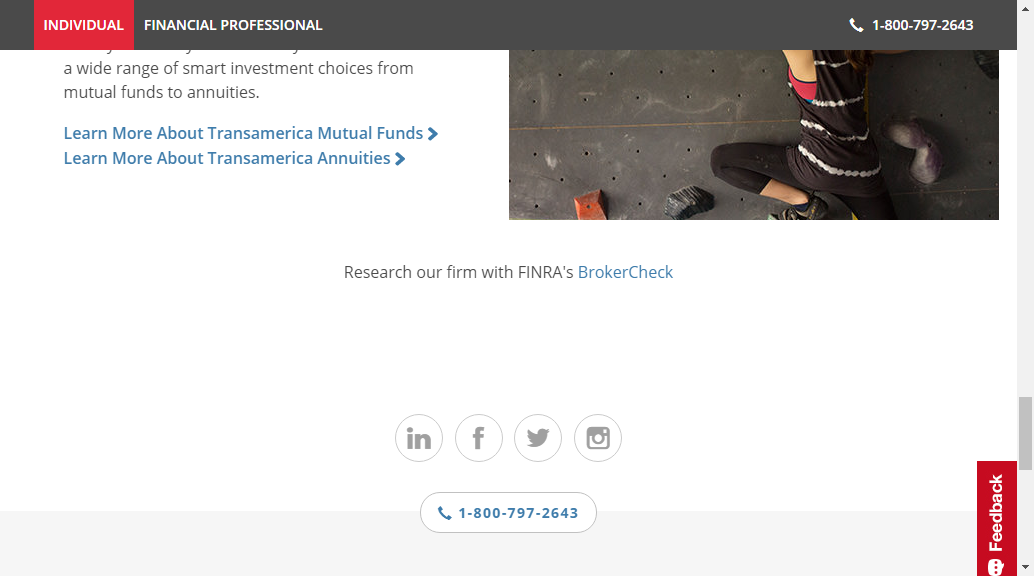 INDIVIDUAL FINANCIAL PROFESSIONAL 1-800-797-2643
a wide range of smart investment choices from
mutual funds to annuities.
Learn More About Transamerica Mutual Funds
Learn More About Transamerica Annuities
Research our firm with FINRA's BrokerCheck
in f
1-800-797-2643
Feedback